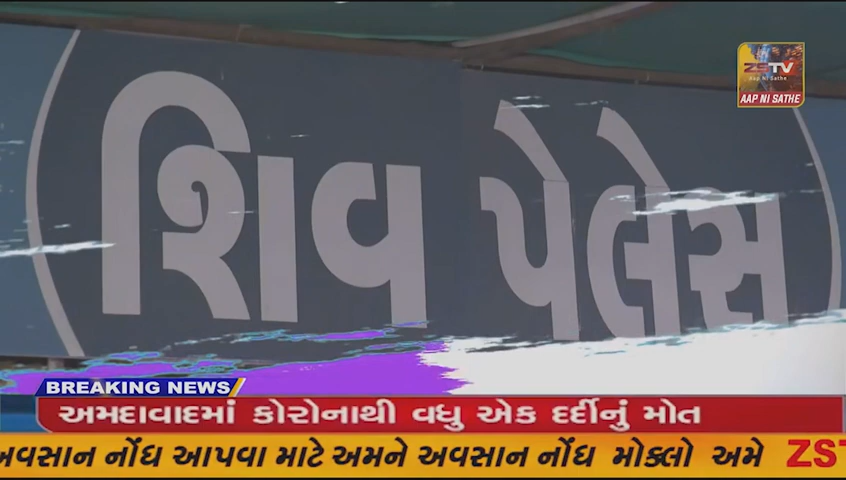 ZSTV
Aap Ni Sathe
AAP NI SATHE
શિવ પેલેસ
BREAKING NEWS
અમદાવાદમાં કોરોનાથી વધુ એક દર્દીનું મોત
અવસાન નોંધ આપવા માટે અમને અવસાન નોંધ મોક્લો અમે ZST